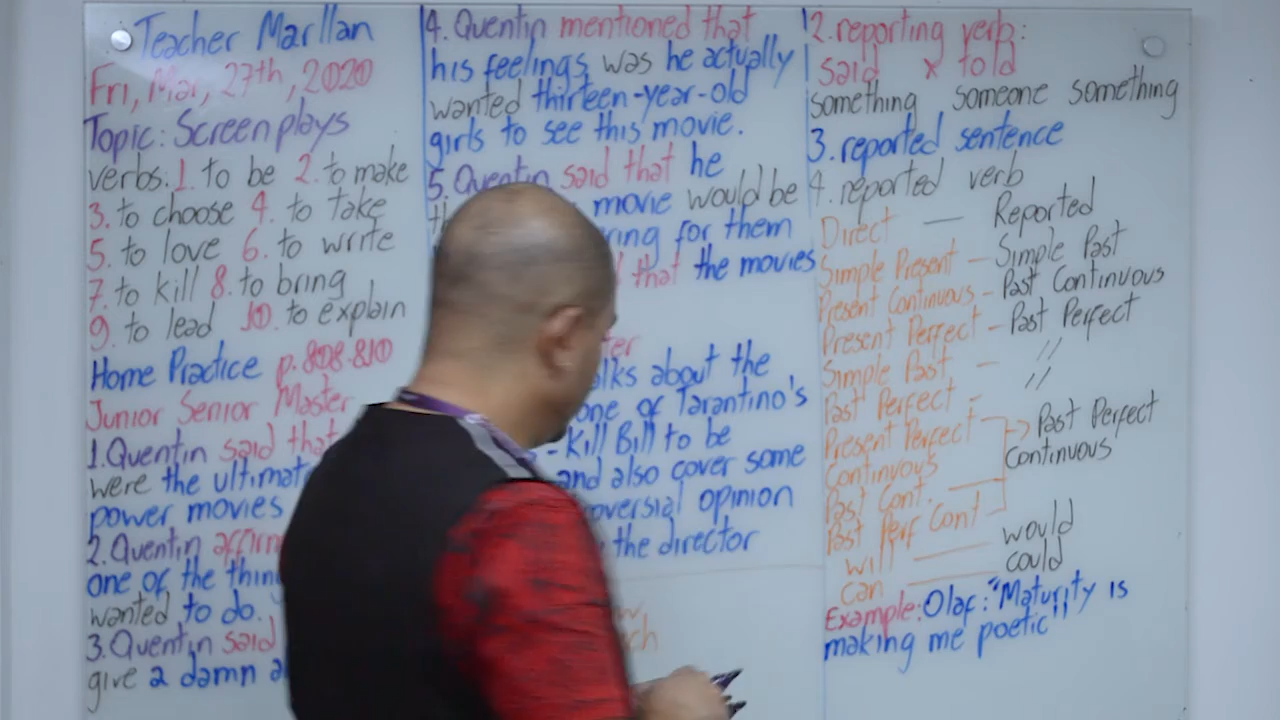 Teacher Marllan
Fri, Mar, 27th, 2020
Topic: Screenplays
verbs: 1. to be 2. to make
3. to choose 4. to take
5. to love 6. to write
7. to kill 8. to bring
9. to lead 10. to explain
Home Practice p. 808-810
Junior Senior Master
1. Quentin said that
were the
power movies
2. Quentin
one of the
wanted to do.
3. Quentin said
give a damn
4. Quentin mentioned that
his feelings was he actually
wanted thirteen-year-old
girls to see this movie.
5. Quentin said that he
movie would be
for them
that the movies
about the
one of Tarantino's
- Kill Bill to be
and also cover some
opinion
the director
2. reporting verb:
said x told
something someone something
3. reported sentence
4. reported verb
Direct — Reported
Simple Present - Simple Past
Present Continuous - Past Continuous
Present Perfect - Past Perfect
Simple Past - //
Past Perfect - //
Present Perfect -> Past Perfect
Continuous Continuous
Past Cont.
Past Perf Cont
will — would
can — could
Example: Olaf: "Maturity is
making me poetic"